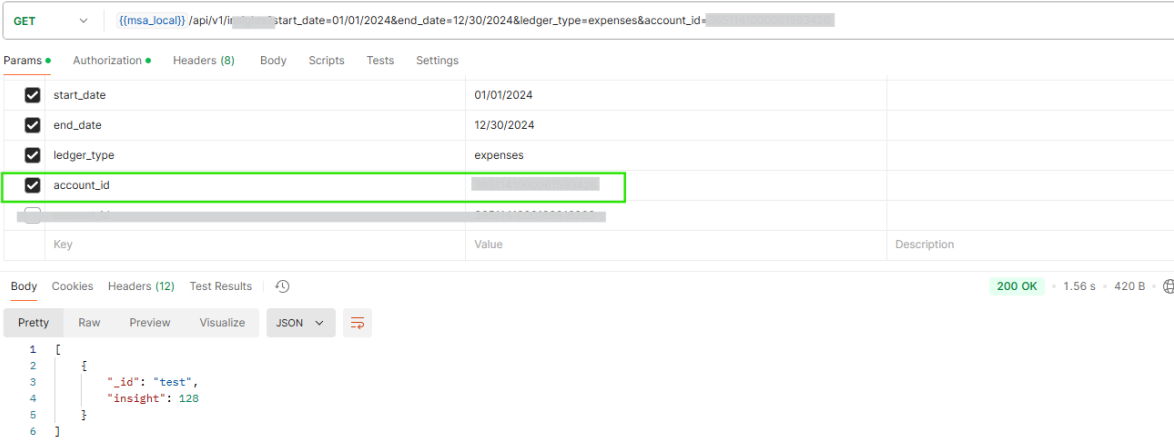 GET {{msa_local}} /api/v1/in start_date=01/01/2024&end_date=12/30/2024&ledger_type=expenses&account_id=
Params Authorization Headers (8) Body Scripts Tests Settings
start_date 01/01/2024
end_date 12/30/2024
ledger_type expenses
account_id
Key Value Description
Body Cookies Headers (12) Test Results 200 OK 1.56 s 420 B
Pretty Raw Preview Visualize JSON
1 [
2 {
3 "_id": "test",
4 "insight": 128
5 }
6 ]